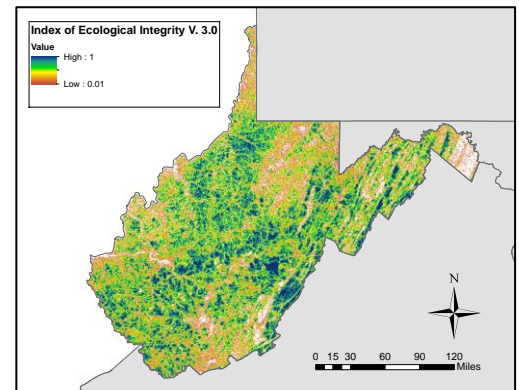 Index of Ecological Integrity V. 3.0
Value
High : 1
Low : 0.01
N
0 15 30 60 90 120
Miles